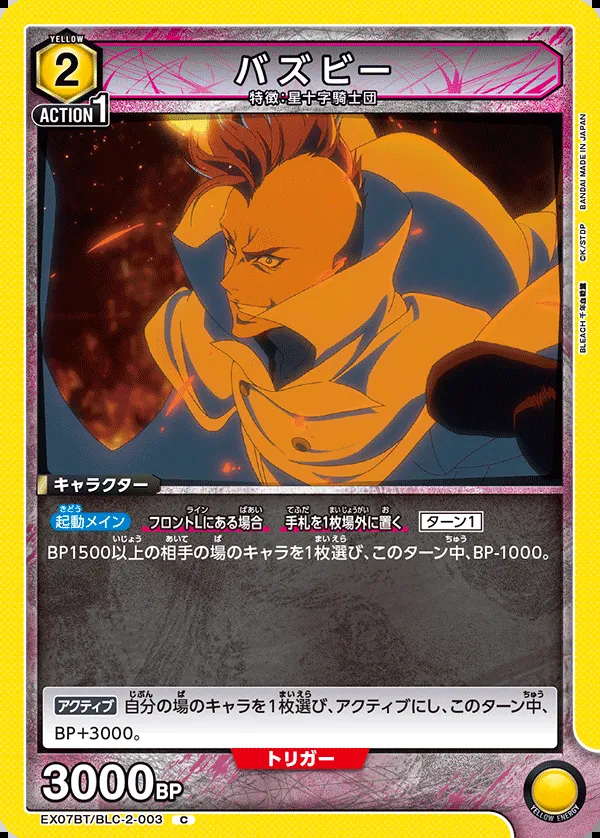 YELLOW
2
ACTION 1
バズビー
特徴:星十字騎士団
BANDAI MADE IN JAPAN
©K/STDP
BLEACH 千年血戦篇
キャラクター
起動メイン フロントLにある場合 手札を1枚場外に置く ターン1
BP1500以上の相手の場のキャラを1枚選び、このターン中、BP-1000。
アクティブ 自分の場のキャラを1枚選び、アクティブにし、このターン中、
BP+3000。
トリガー
3000BP
YELLOW ENERGY
EX07BT/BLC-2-003 C